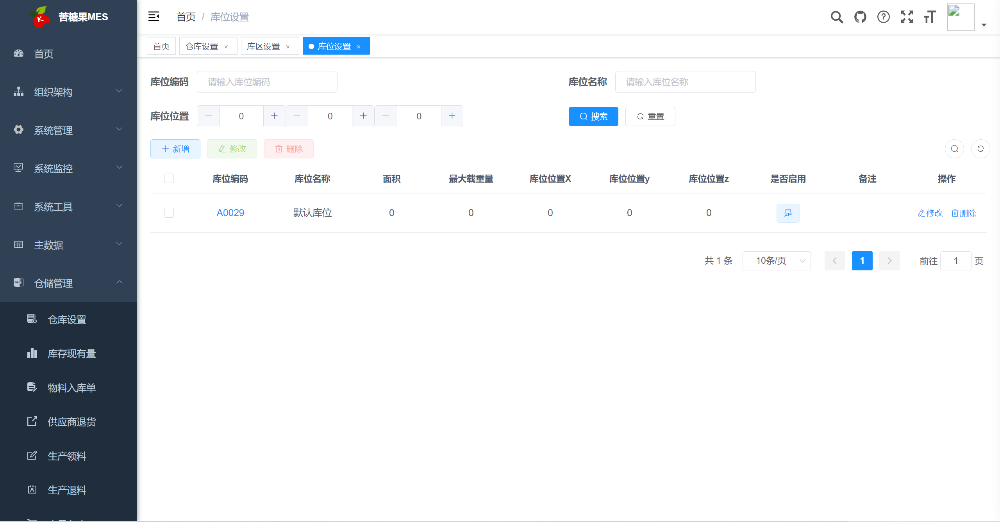 苦糖果MES
首页 / 库位设置
首页
仓库设置 ×
库区设置 ×
库位设置 ×
首页
组织架构
系统管理
系统监控
系统工具
主数据
仓储管理
仓库设置
库存现有量
物料入库单
供应商退货
生产领料
生产退料
库位编码 请输入库位编码
库位名称 请输入库位名称
库位位置 0 0 0
搜索 重置
新增 修改 删除
库位编码 库位名称 面积 最大载重量 库位位置X 库位位置y 库位位置z 是否启用 备注 操作
A0029 默认库位 0 0 0 0 0 是 修改 删除
共 1 条 10条/页 1 前往 1 页